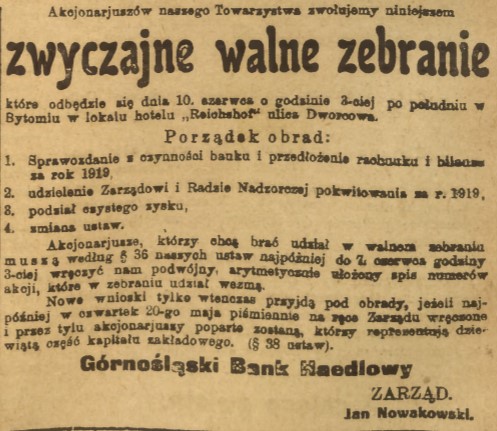 Akcjonarjuszów naszego Towarzystwa zwołujemy niniejszem
zwyczajne walne zebranie
które odbędzie się dnia 10. czerwca o godzinie 3-ciej po południu w
Bytomiu w lokalu hotelu „Reichshof" ulica Dworcowa.
Porządek obrad:
1. Sprawozdanie z czynności banku i przedłożenie rachunku i bilansu
za rok 1919,
2. udzielenie Zarządowi i Radzie Nadzorczej pokwitowania za r. 1919,
3. podział czystego zysku,
4. zmiana ustaw.
Akcjonarjusze, którzy chcą brać udział w walnem zebraniu
muszą według § 36 naszych ustaw najpóźniej do 7. czerwca godziny
3-ciej wręczyć nam podwójny, arytmetycznie ułożony spis numerów
akcji, które w zebraniu udział wezmą.
Nowe wnioski tylko wtenczas przyjdą pod obrady, jeżeli naj-
później w czwartek 20-go maja piśmiennie na ręce Zarządu wręczone
i przez tylu akcjonarjuszy poparte zostaną, którzy reprezentują dzie-
wiątą część kapitału zakładowego. (§ 38 ustaw).
Górnośląski Bank Haedlowy
ZARZĄD.
Jan Nowakowski.